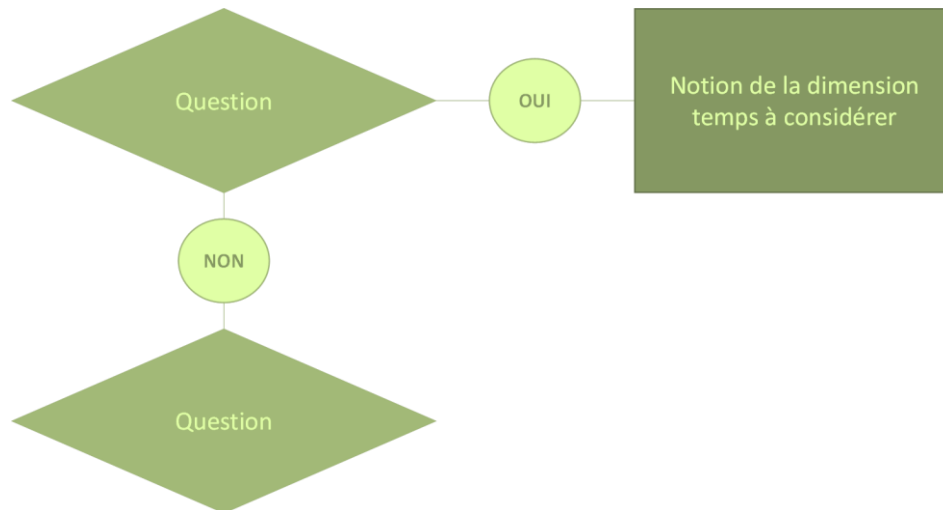 Question
OUI
Notion de la dimension
temps à considérer
NON
Question